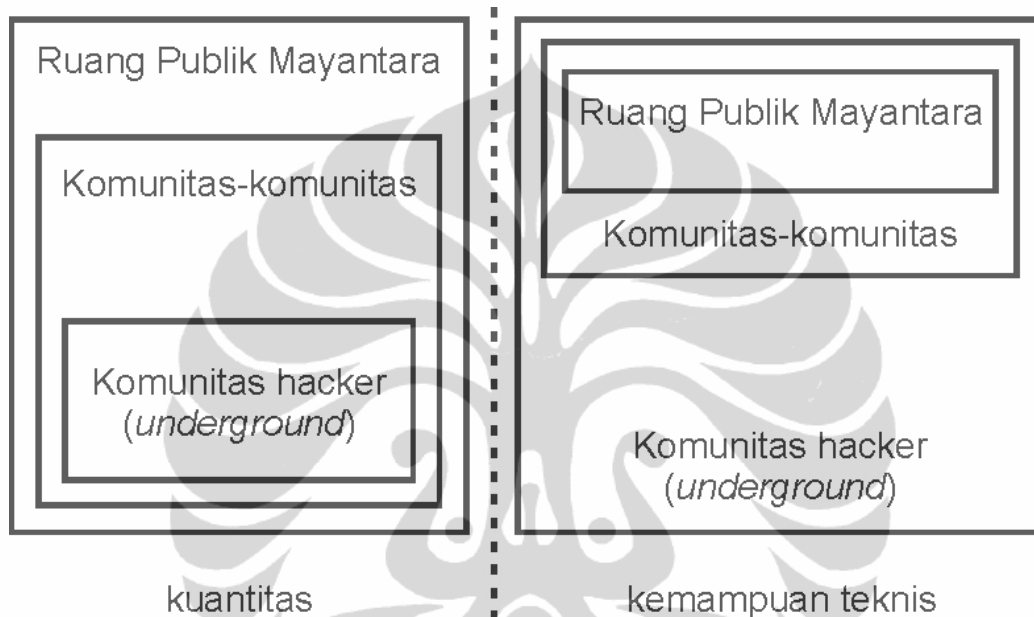 Ruang Publik Mayantara
Komunitas-komunitas
Komunitas hacker
(underground)
kuantitas
Ruang Publik Mayantara
Komunitas-komunitas
Komunitas hacker
(underground)
kemampuan teknis